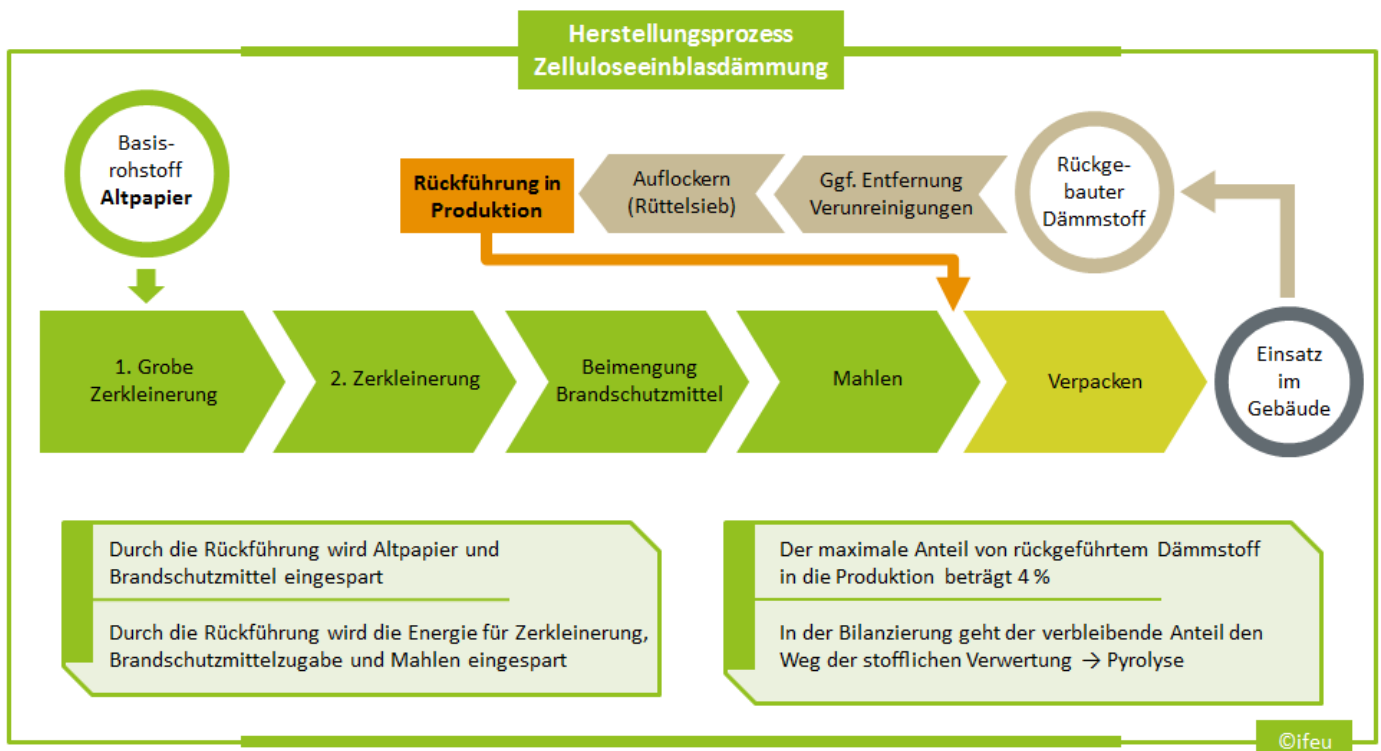 Herstellungsprozess
Zelluloseeinblasdämmung
Basis-
rohstoff
Altpapier
Rückführung in
Produktion
Auflockern
(Rüttelsieb)
Ggf. Entfernung
Verunreinigungen
Rückge-
bauter
Dämmstoff
1. Grobe
Zerkleinerung
2. Zerkleinerung
Beimengung
Brandschutzmittel
Mahlen
Verpacken
Einsatz
im
Gebäude
Durch die Rückführung wird Altpapier und
Brandschutzmittel eingespart
Durch die Rückführung wird die Energie für Zerkleinerung,
Brandschutzmittelzugabe und Mahlen eingespart
Der maximale Anteil von rückgeführtem Dämmstoff
in die Produktion beträgt 4 %
In der Bilanzierung geht der verbleibende Anteil den
Weg der stofflichen Verwertung → Pyrolyse
©ifeu